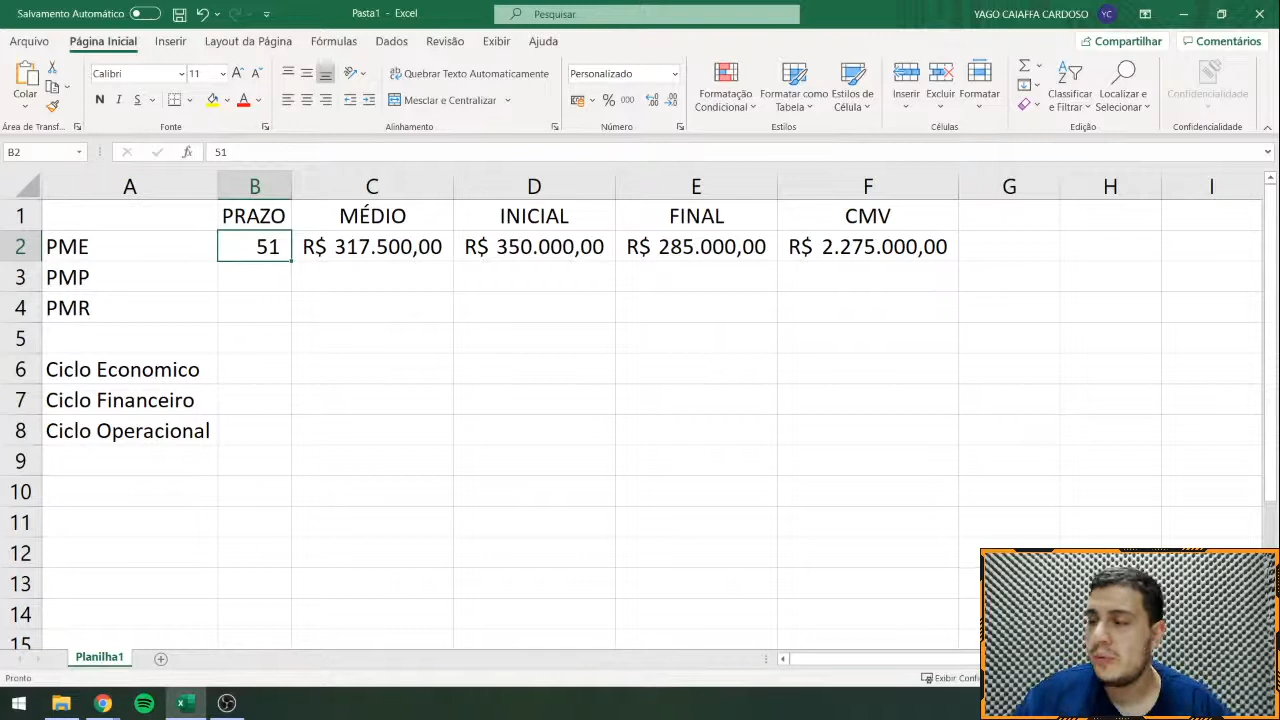 Salvamento Automático
Pasta1 - Excel
Pesquisar
YAGO CAIAFFA CARDOSO
YC
Arquivo Página Inicial Inserir Layout da Página Fórmulas Dados Revisão Exibir Ajuda
Compartilhar Comentários
Colar
Calibri 11
N I S
Quebrar Texto Automaticamente
Mesclar e Centralizar
Personalizado
% 000
Formatação Condicional
Formatar como Tabela
Estilos de Célula
Inserir Excluir Formatar
Classificar e Filtrar
Localizar e Selecionar
Confidencialidade
Área de Transf... Fonte Alinhamento Número Estilos Células Edição Confidencialidade
B2 fx 51
A B C D E F G H I
1 PRAZO MÉDIO INICIAL FINAL CMV
2 PME 51 R$ 317.500,00 R$ 350.000,00 R$ 285.000,00 R$ 2.275.000,00
3 PMP
4 PMR
5
6 Ciclo Economico
7 Ciclo Financeiro
8 Ciclo Operacional
9
10
11
12
13
14
15
Planilha1
Pronto
Exibir